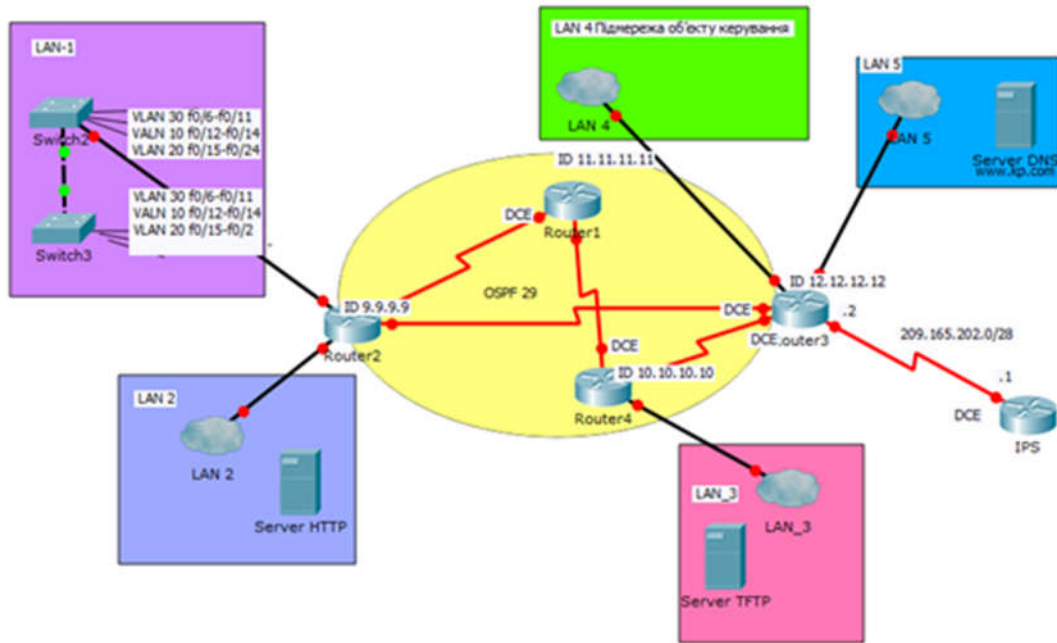 LAN-1
Switch2
VLAN 30 f0/6-f0/11
VALN 10 f0/12-f0/14
VLAN 20 f0/15-f0/24
VLAN 30 f0/6-f0/11
VALN 10 f0/12-f0/14
VLAN 20 f0/15-f0/2
Switch3
LAN 4 Підмережа об'єкту керування
LAN 4
LAN 5
LAN 5
Server DNS
www.kp.com
ID 11.11.11.11
DCE
Router1
OSPF 29
ID 9.9.9.9
Router2
ID 12.12.12.12
DCE
DCE
outer3
.2
209.165.202.0/28
.1
DCE
IPS
DCE
ID 10.10.10.10
Router4
LAN 2
LAN 2
Server HTTP
LAN_3
LAN_3
Server TFTP